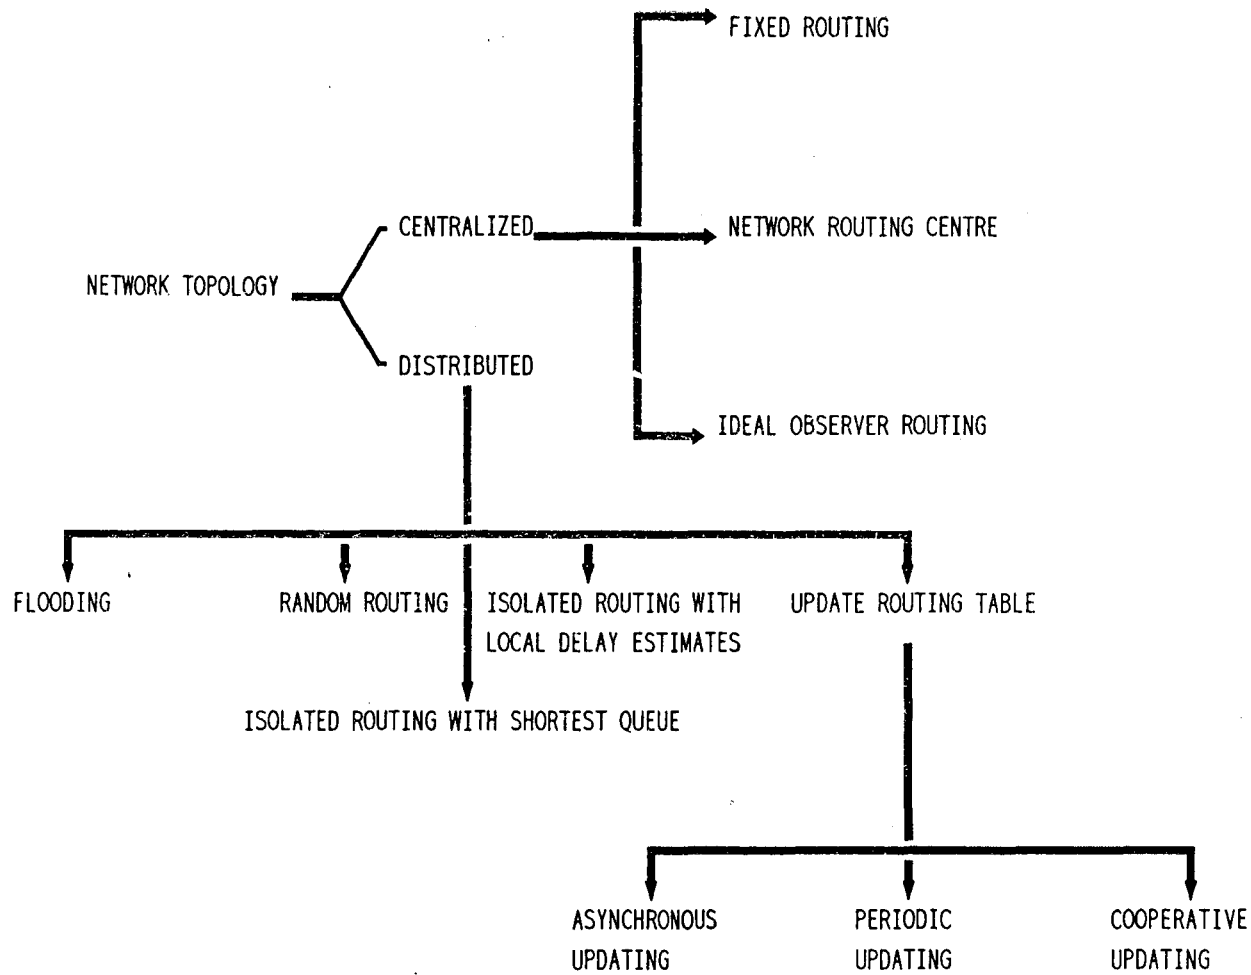 FIXED ROUTING
CENTRALIZED
NETWORK ROUTING CENTRE
NETWORK TOPOLOGY
DISTRIBUTED
IDEAL OBSERVER ROUTING
FLOODING
RANDOM ROUTING
ISOLATED ROUTING WITH
LOCAL DELAY ESTIMATES
UPDATE ROUTING TABLE
ISOLATED ROUTING WITH SHORTEST QUEUE
ASYNCHRONOUS
UPDATING
PERIODIC
UPDATING
COOPERATIVE
UPDATING